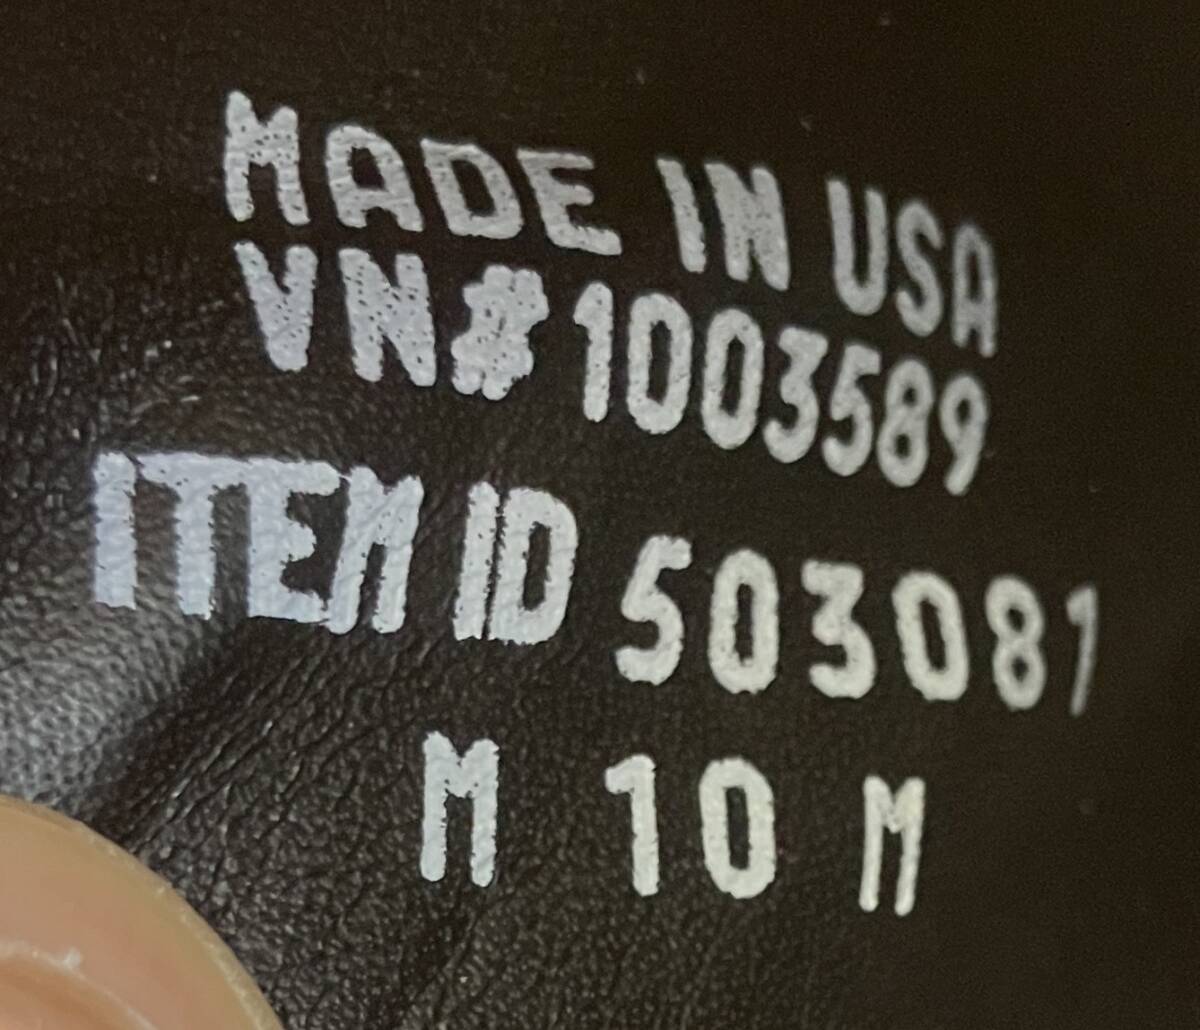 MADE IN USA
VN#1003589
ITEM ID 503081
M 10 M